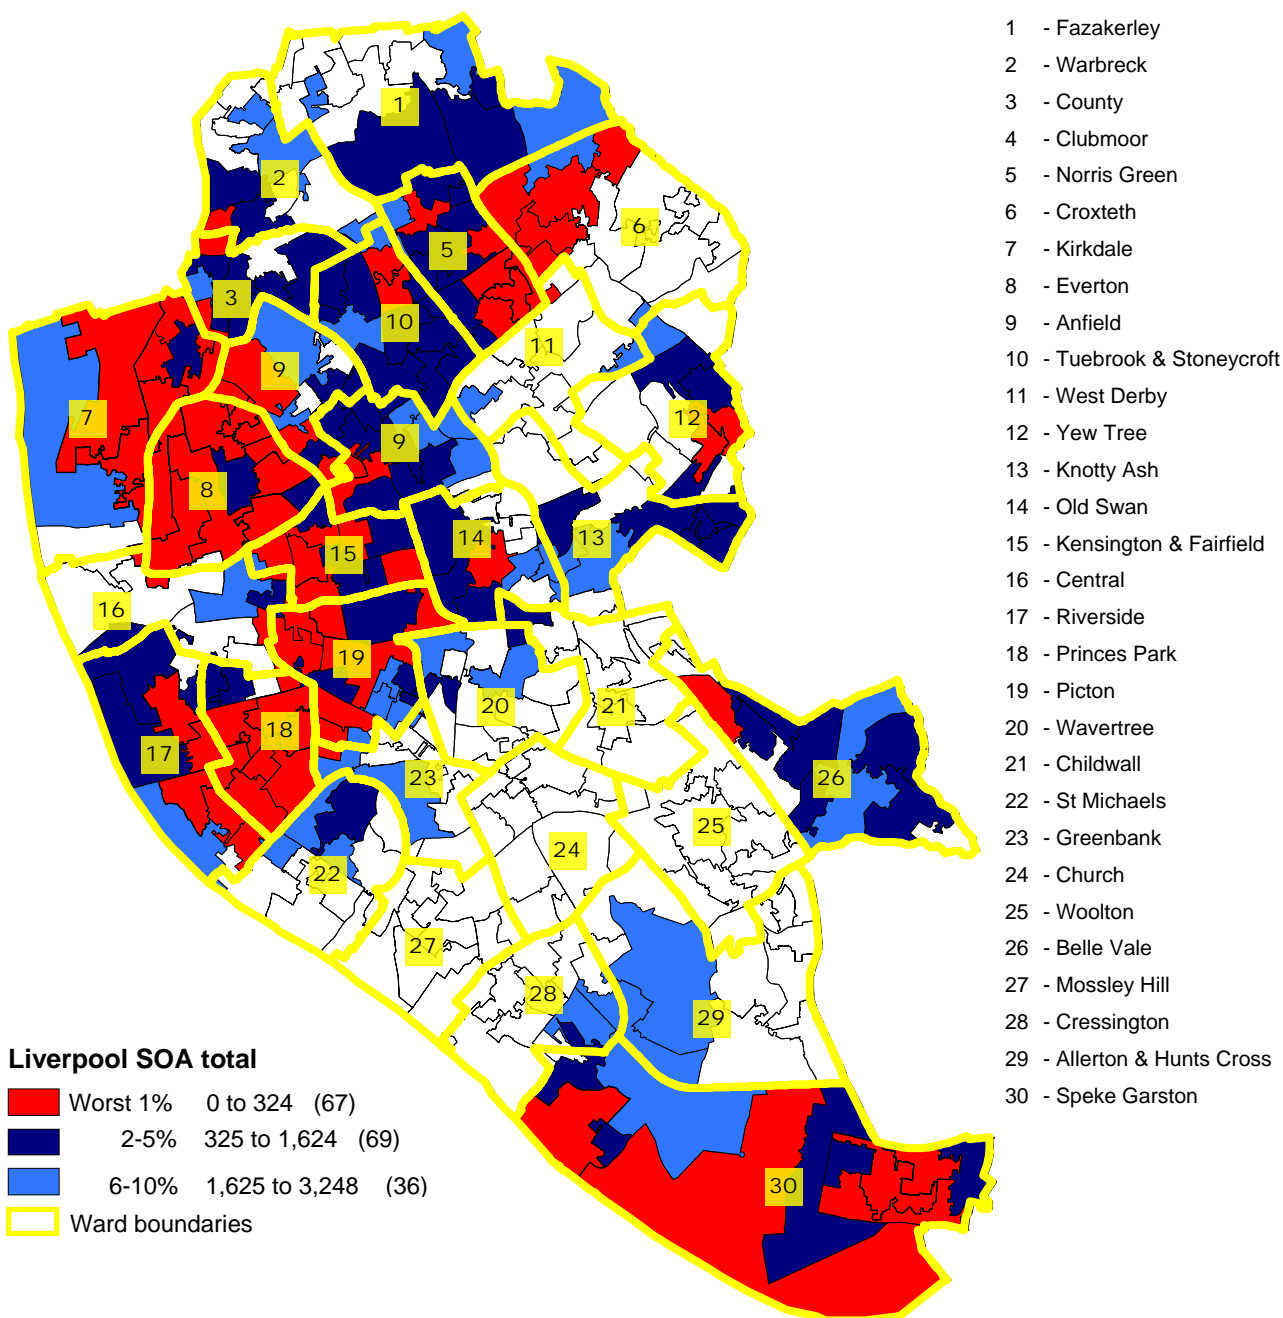 1 - Fazakerley
2 - Warbreck
3 - County
4 - Clubmoor
5 - Norris Green
6 - Croxteth
7 - Kirkdale
8 - Everton
9 - Anfield
10 - Tuebrook & Stoneycroft
11 - West Derby
12 - Yew Tree
13 - Knotty Ash
14 - Old Swan
15 - Kensington & Fairfield
16 - Central
17 - Riverside
18 - Princes Park
19 - Picton
20 - Wavertree
21 - Childwall
22 - St Michaels
23 - Greenbank
24 - Church
25 - Woolton
26 - Belle Vale
27 - Mossley Hill
28 - Cressington
29 - Allerton & Hunts Cross
30 - Speke Garston
1
2
6
5
3
10
11
9
7
12
9
8
14
13
15
16
19
20
21
18
17
23
26
25
24
22
27
28
29
30
Liverpool SOA total
Worst 1% 0 to 324 (67)
2-5% 325 to 1,624 (69)
6-10% 1,625 to 3,248 (36)
Ward boundaries